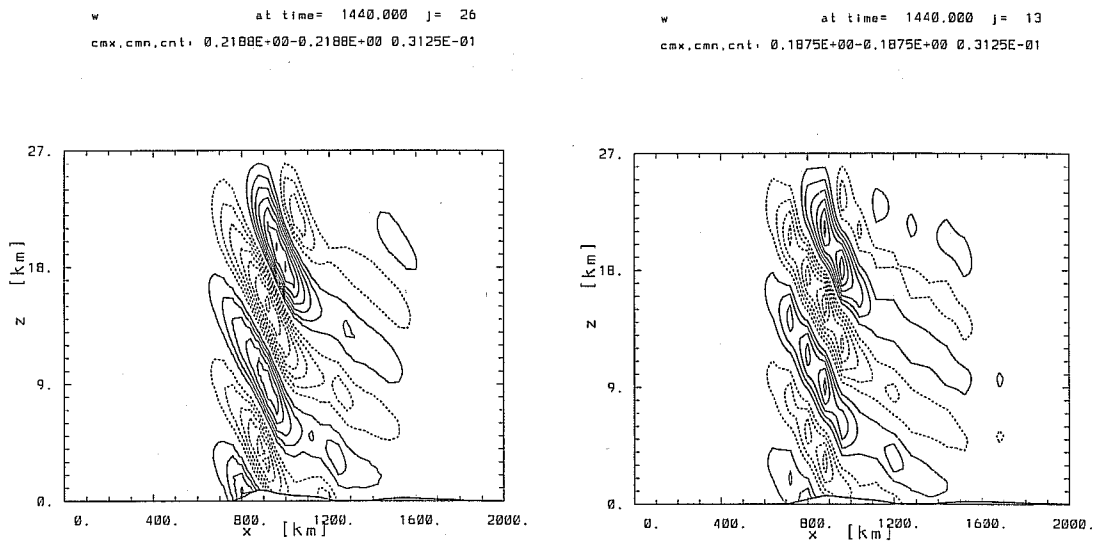 w at time= 1440.000 j= 26
cmx,cmn,cnt: 0.2188E+00-0.2188E+00 0.3125E-01
27.
18.
9.
0.
z [km]
0. 400. 800. 1200. 1600. 2000.
x [km]
w at time= 1440.000 j= 13
cmx,cmn,cnt: 0.1875E+00-0.1875E+00 0.3125E-01
27.
18.
9.
0.
z [km]
0. 400. 800. 1200. 1600. 2000.
x [km]